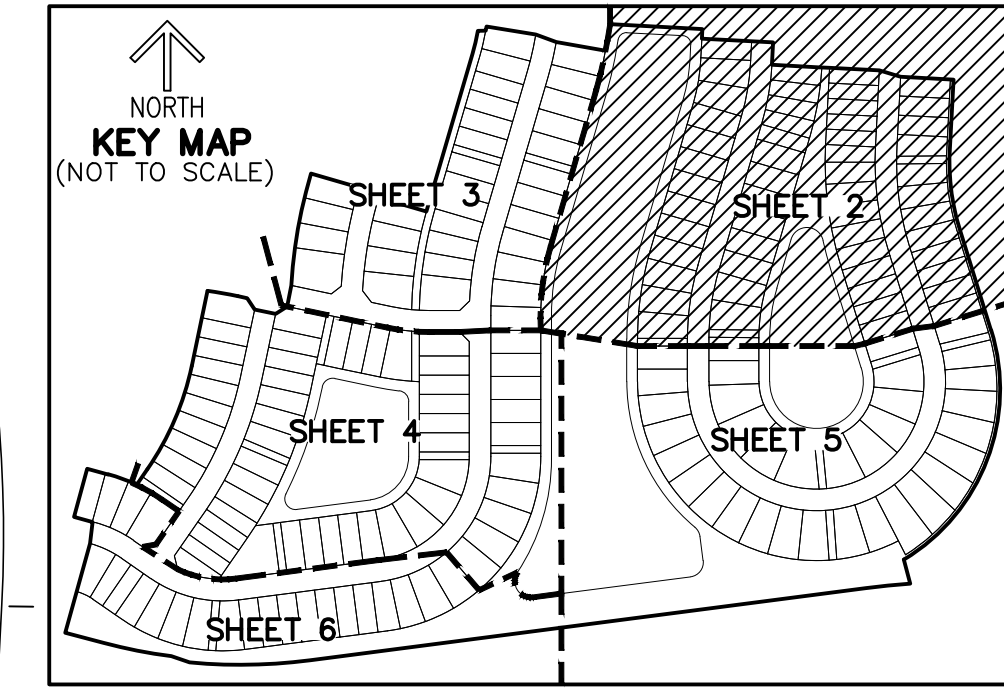 NORTH
KEY MAP
(NOT TO SCALE)
SHEET 3
SHEET 2
SHEET 4
SHEET 5
SHEET 6